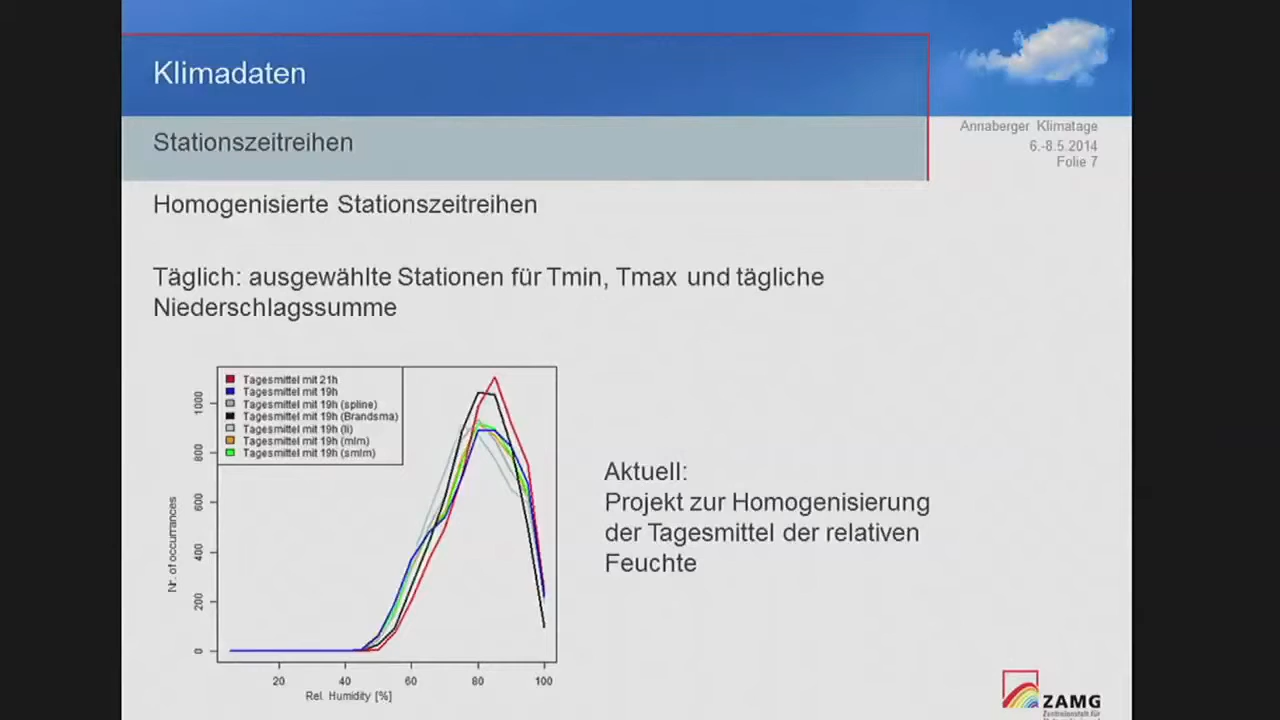 Klimadaten
Stationszeitreihen
Annaberger Klimatage
6.-8.5.2014
Folie 7
Homogenisierte Stationszeitreihen
Täglich: ausgewählte Stationen für Tmin, Tmax und tägliche
Niederschlagssumme
Tagesmittel mit 21h
Tagesmittel mit 19h
Tagesmittel mit 19h (spline)
Tagesmittel mit 19h (Brandsma)
Tagesmittel mit 19h (li)
Tagesmittel mit 19h (mlm)
Tagesmittel mit 19h (smlm)
Nr. of occurrances
1000
800
600
400
200
0
20 40 60 80 100
Rel. Humidity [%]
Aktuell:
Projekt zur Homogenisierung
der Tagesmittel der relativen
Feuchte
ZAMG
Zentralanstalt für